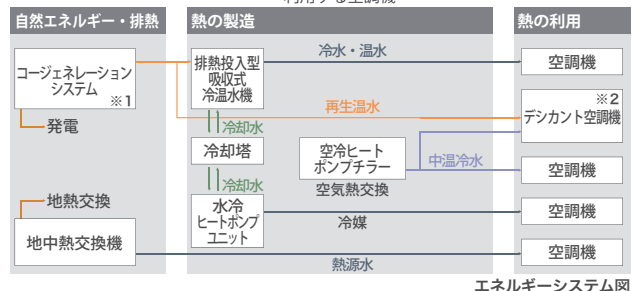 利用する空調機
自然エネルギー・排熱
熱の製造
熱の利用
コージェネレーション
システム
※1
発電
地熱交換
地中熱交換機
排熱投入型
吸収式
冷温水機
冷却水
冷却塔
冷却水
水冷
ヒートポンプ
ユニット
冷水・温水
再生温水
空冷ヒート
ポンプチラー
空気熱交換
中温冷水
冷媒
熱源水
空調機
※2
デシカント空調機
空調機
空調機
空調機
エネルギーシステム図